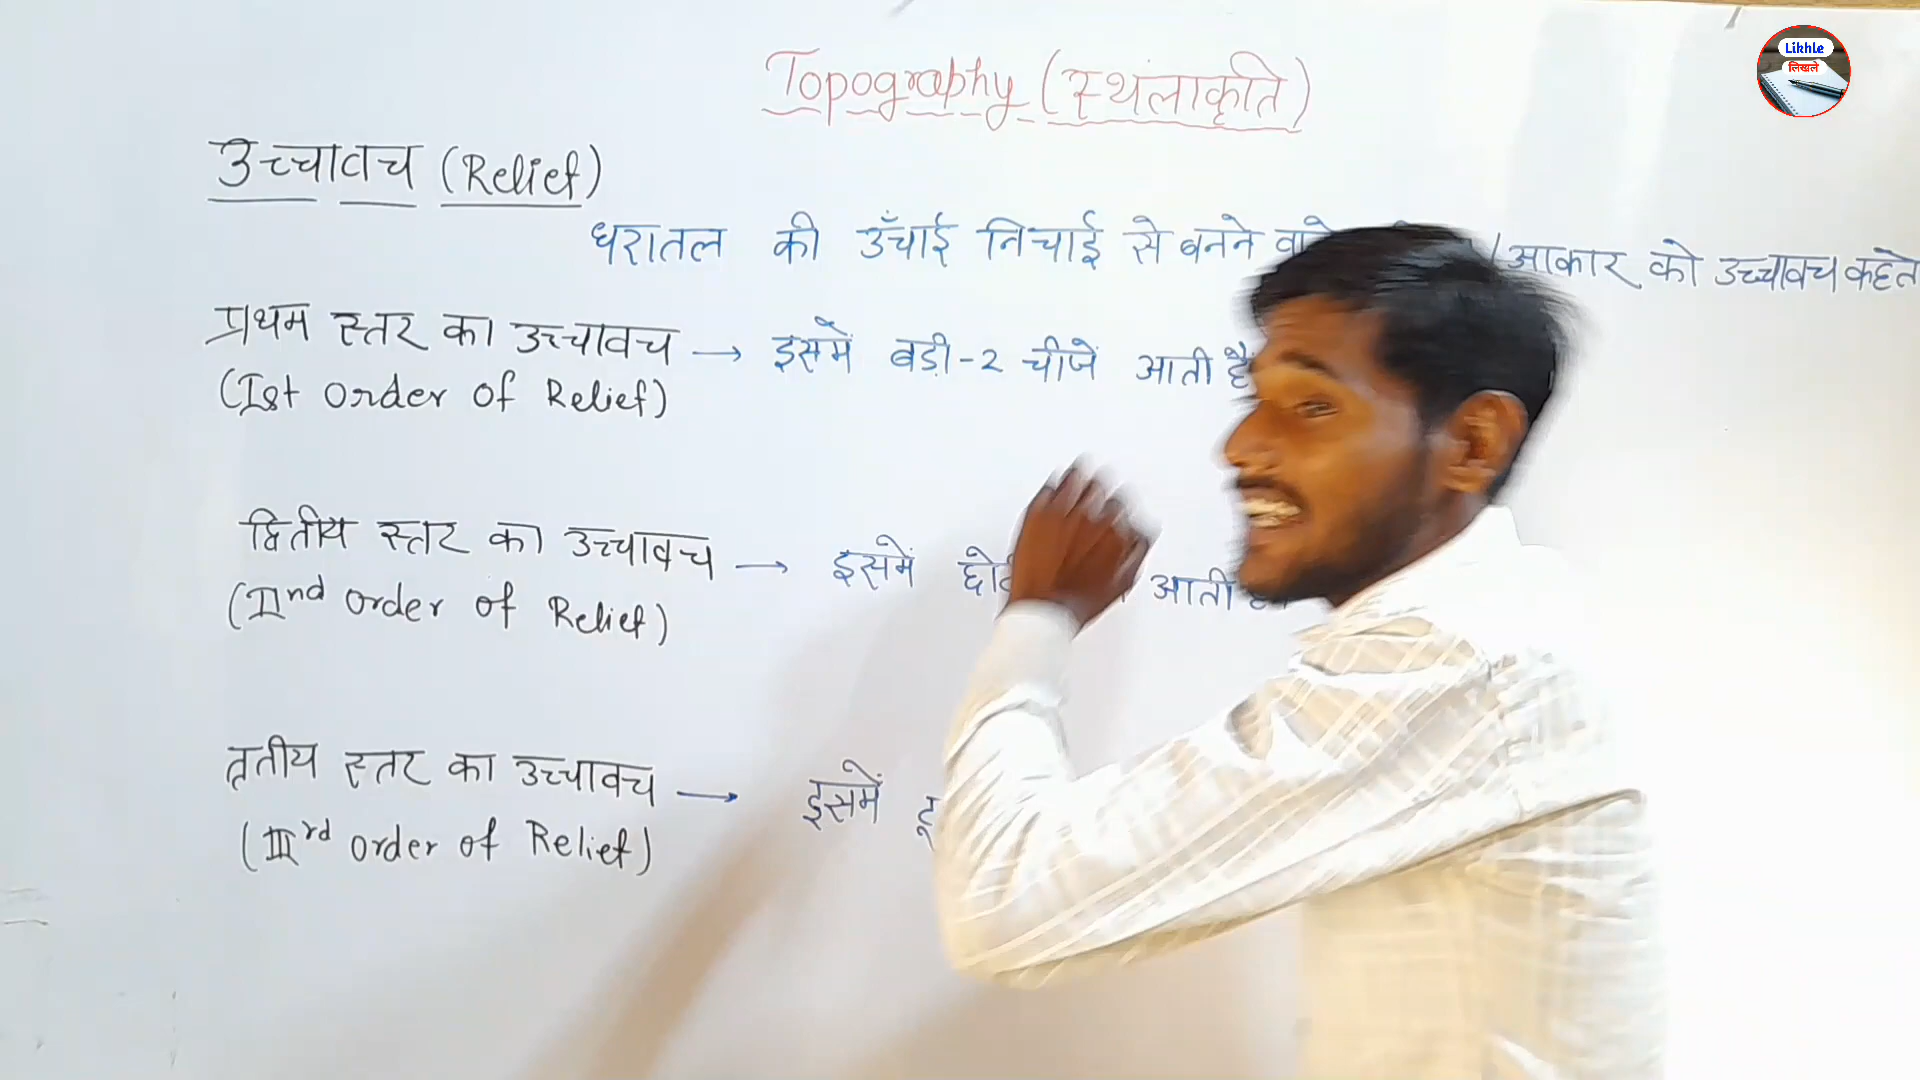 Topography (स्थंलाकृति)
Likhle
लिखले
उच्चावच (Relief)
धरातल की उँचाई निचाई से बनने /आकार को उच्चावच कहते
प्रथम स्तर का उच्चावच → इसमें बड़ी-2 चीजें आती है
(Ist Order of Relief)
द्वितीय स्तर का उच्चावच → इसमें आती
(IInd order of Relief)
तृतीय स्तर का उच्चावच → इसमें
(IIIrd order of Relief)